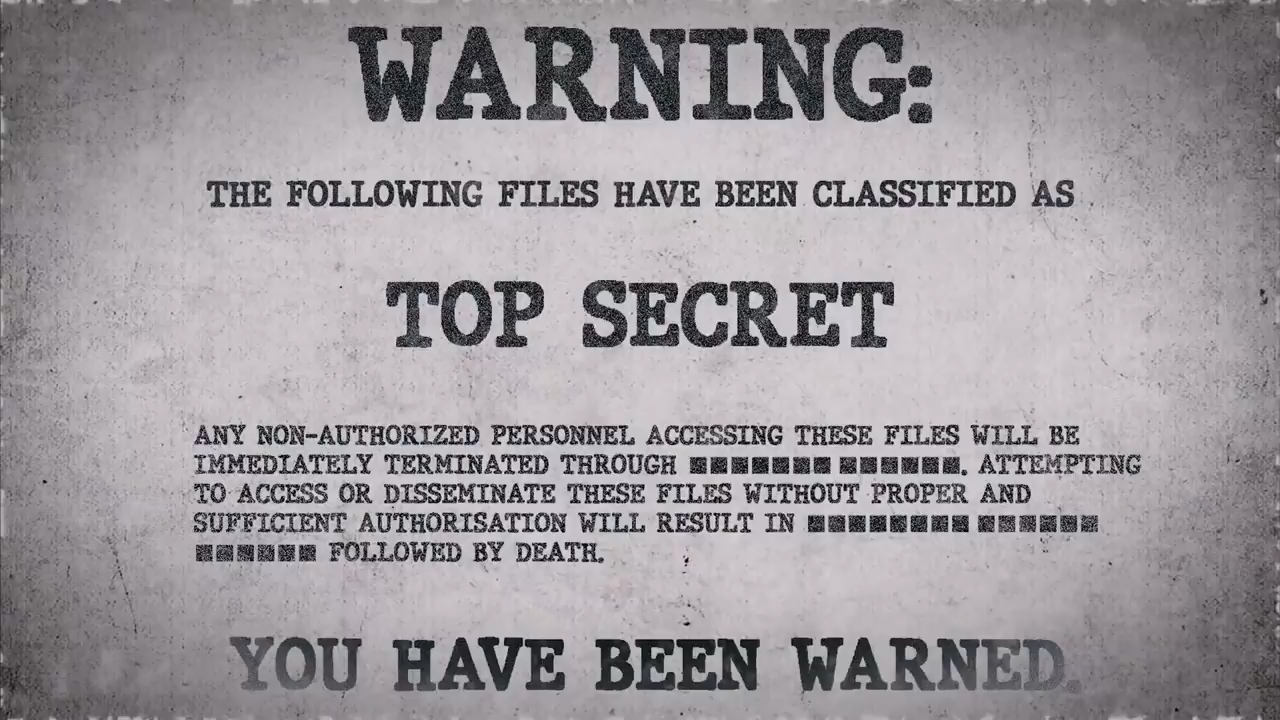 WARNING:
THE FOLLOWING FILES HAVE BEEN CLASSIFIED AS
TOP SECRET
ANY NON-AUTHORIZED PERSONNEL ACCESSING THESE FILES WILL BE
IMMEDIATELY TERMINATED THROUGH ■■■■■■■ ■■■■■■. ATTEMPTING
TO ACCESS OR DISSEMINATE THESE FILES WITHOUT PROPER AND
SUFFICIENT AUTHORISATION WILL RESULT IN ■■■■■■■■ ■■■■■■
■■■■■■ FOLLOWED BY DEATH.
YOU HAVE BEEN WARNED.